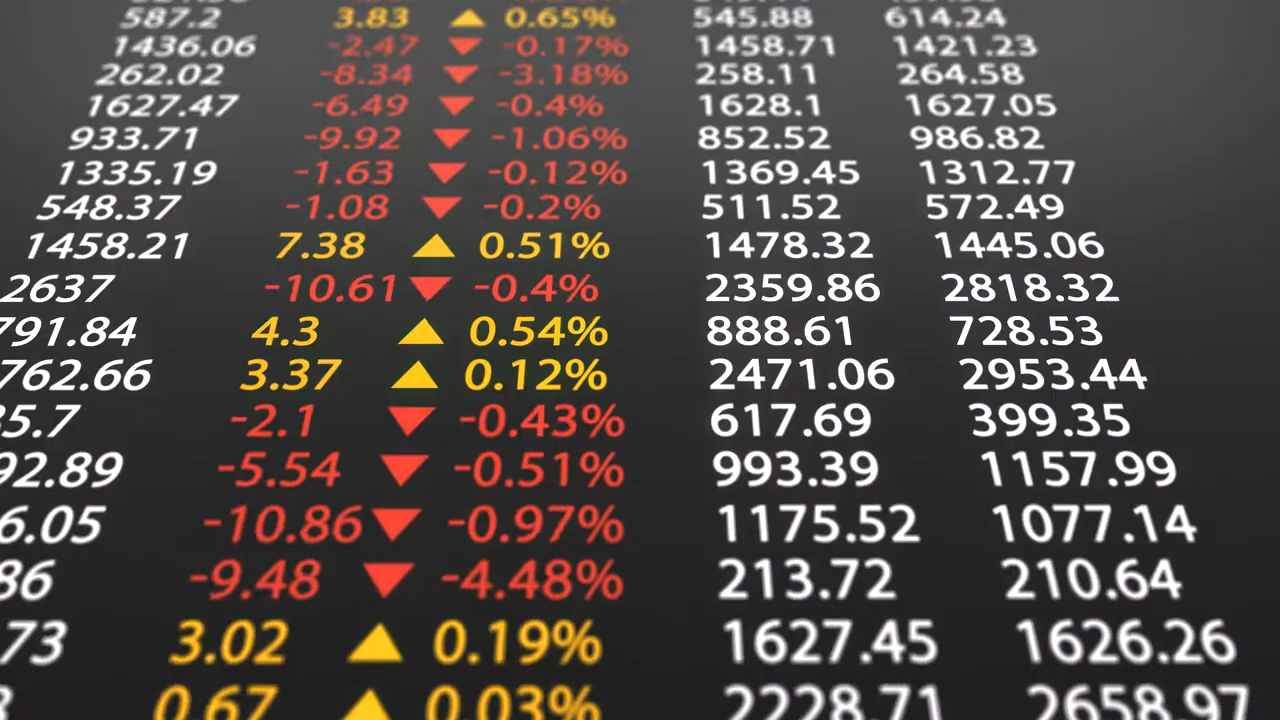 587.2 3.83 ▲ 0.65% 545.88 614.24
1436.06 -2.47 ▼ -0.17% 1458.71 1421.23
262.02 -8.34 ▼ -3.18% 258.11 264.58
1627.47 -6.49 ▼ -0.4% 1628.1 1627.05
933.71 -9.92 ▼ -1.06% 852.52 986.82
1335.19 -1.63 ▼ -0.12% 1369.45 1312.77
548.37 -1.08 ▼ -0.2% 511.52 572.49
1458.21 7.38 ▲ 0.51% 1478.32 1445.06
2637 -10.61 ▼ -0.4% 2359.86 2818.32
791.84 4.3 ▲ 0.54% 888.61 728.53
762.66 3.37 ▲ 0.12% 2471.06 2953.44
5.7 -2.1 ▼ -0.43% 617.69 399.35
92.89 -5.54 ▼ -0.51% 993.39 1157.99
6.05 -10.86 ▼ -0.97% 1175.52 1077.14
86 -9.48 ▼ -4.48% 213.72 210.64
73 3.02 ▲ 0.19% 1627.45 1626.26
0.67 ▲ 0.03% 2228.71 2658.97